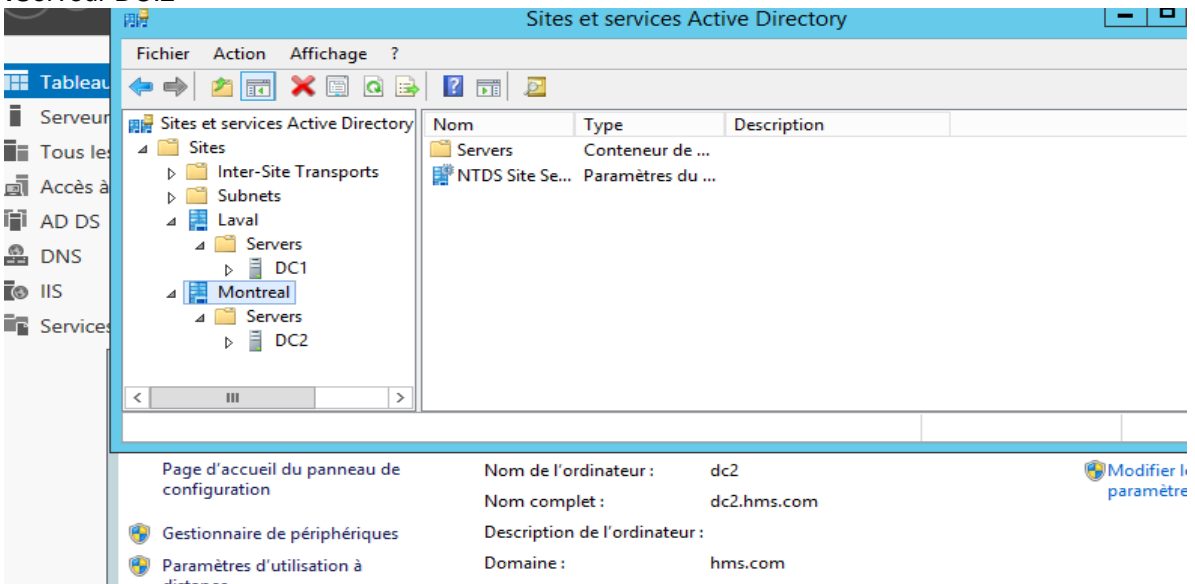 Sites et services Active Directory
Fichier Action Affichage ?
Tableau
Serveur
Tous les
Accès à
AD DS
DNS
IIS
Services
Sites et services Active Directory
Sites
Inter-Site Transports
Subnets
Laval
Servers
DC1
Montreal
Servers
DC2
Nom Type Description
Servers Conteneur de ...
NTDS Site Se... Paramètres du ...
Page d'accueil du panneau de
configuration
Gestionnaire de périphériques
Paramètres d'utilisation à
Nom de l'ordinateur : dc2
Nom complet : dc2.hms.com
Description de l'ordinateur :
Domaine : hms.com
Modifier le
paramètre